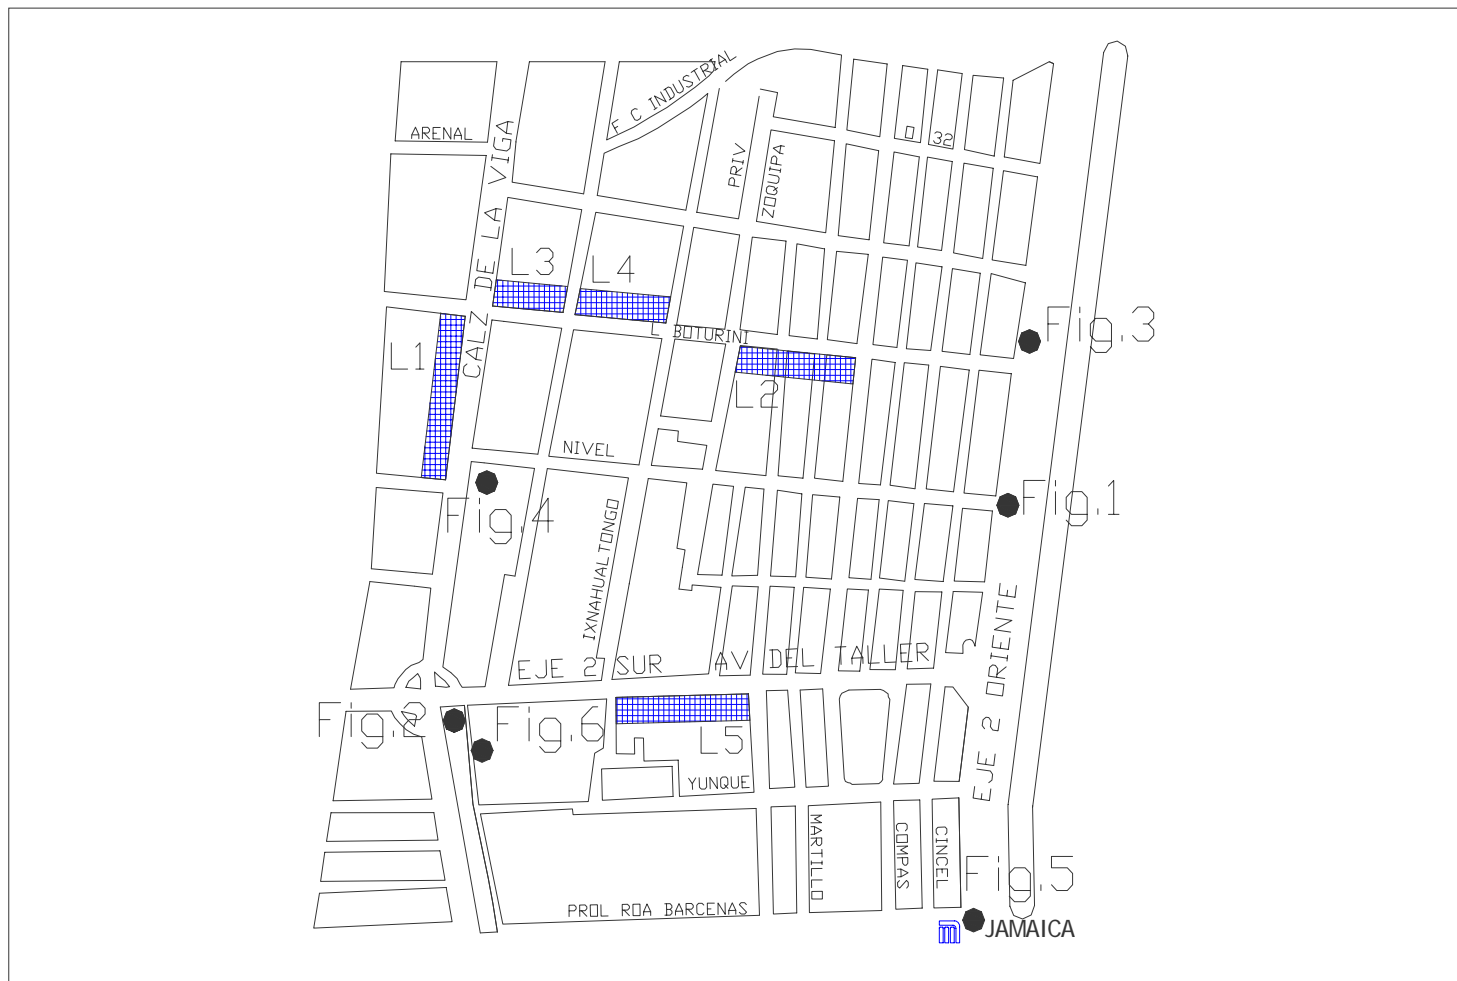 F C INDUSTRIAL
ARENAL
CALZ DE LA VIGA
PRIV
ZOQUIPA
32
L3
L4
L1
L BOTURINI
L2
Fig.3
NIVEL
Fig.4
Fig.1
IXNAHUALTONGO
EJE 2 SUR AV DEL TALLER
EJE 2 ORIENTE
Fig.2
Fig.6
L5
YUNQUE
MARTILLO
COMPAS
CINCEL
Fig.5
PROL ROA BARCENAS
JAMAICA